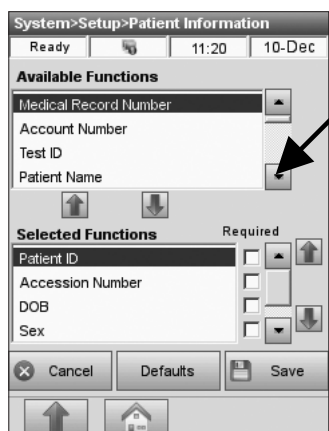 System>Setup>Patient Information
Ready 11:20 10-Dec
Available Functions
Medical Record Number
Account Number
Test ID
Patient Name
Selected Functions Required
Patient ID
Accession Number
DOB
Sex
Cancel Defaults Save